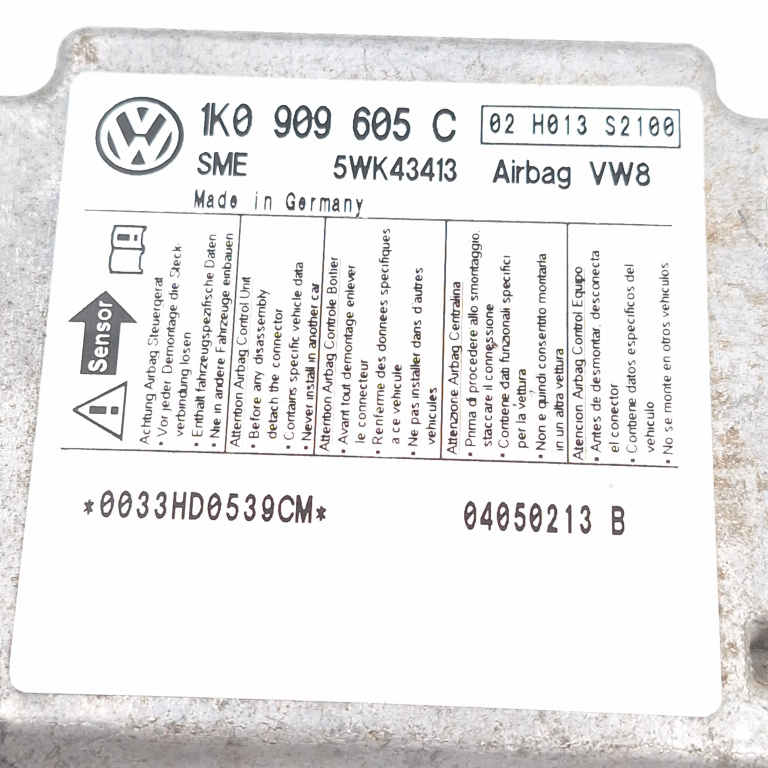 1K0 909 605 C
02 H013 S2100
SME 5WK43413 Airbag VW8
Made in Germany
Sensor
Achtung Airbag Steuergerat
• Vor jeder Demontage die Steck-
verbindung losen
• Enthalt fahrzeugspezifische Daten
• Nie in andere Fahrzeuge einbauen
Attention Airbag Control Unit
• Before any disassembly
detach the connector
• Contains specific vehicle data
• Never install in another car
Attention Airbag Controle Boitier
• Avant tout demontage enlever
le connecteur
• Renferme des donnees specifiques
a ce vehicule
• Ne pas installer dans d'autres
vehicules
Attenzione Airbag Centralina
• Prima di procedere allo smontaggio,
staccare il connessione
• Contiene dati funzionali specifici
per la vettura
• Non e quindi consentito montarla
in un altra vettura
Atencion Airbag Control Equipo
• Antes de desmontar, desconecta
el conector
• Contiene datos especificos del
vehiculo
• No se monte en otros vehiculos
*0033HD0539CM* 04050213 B